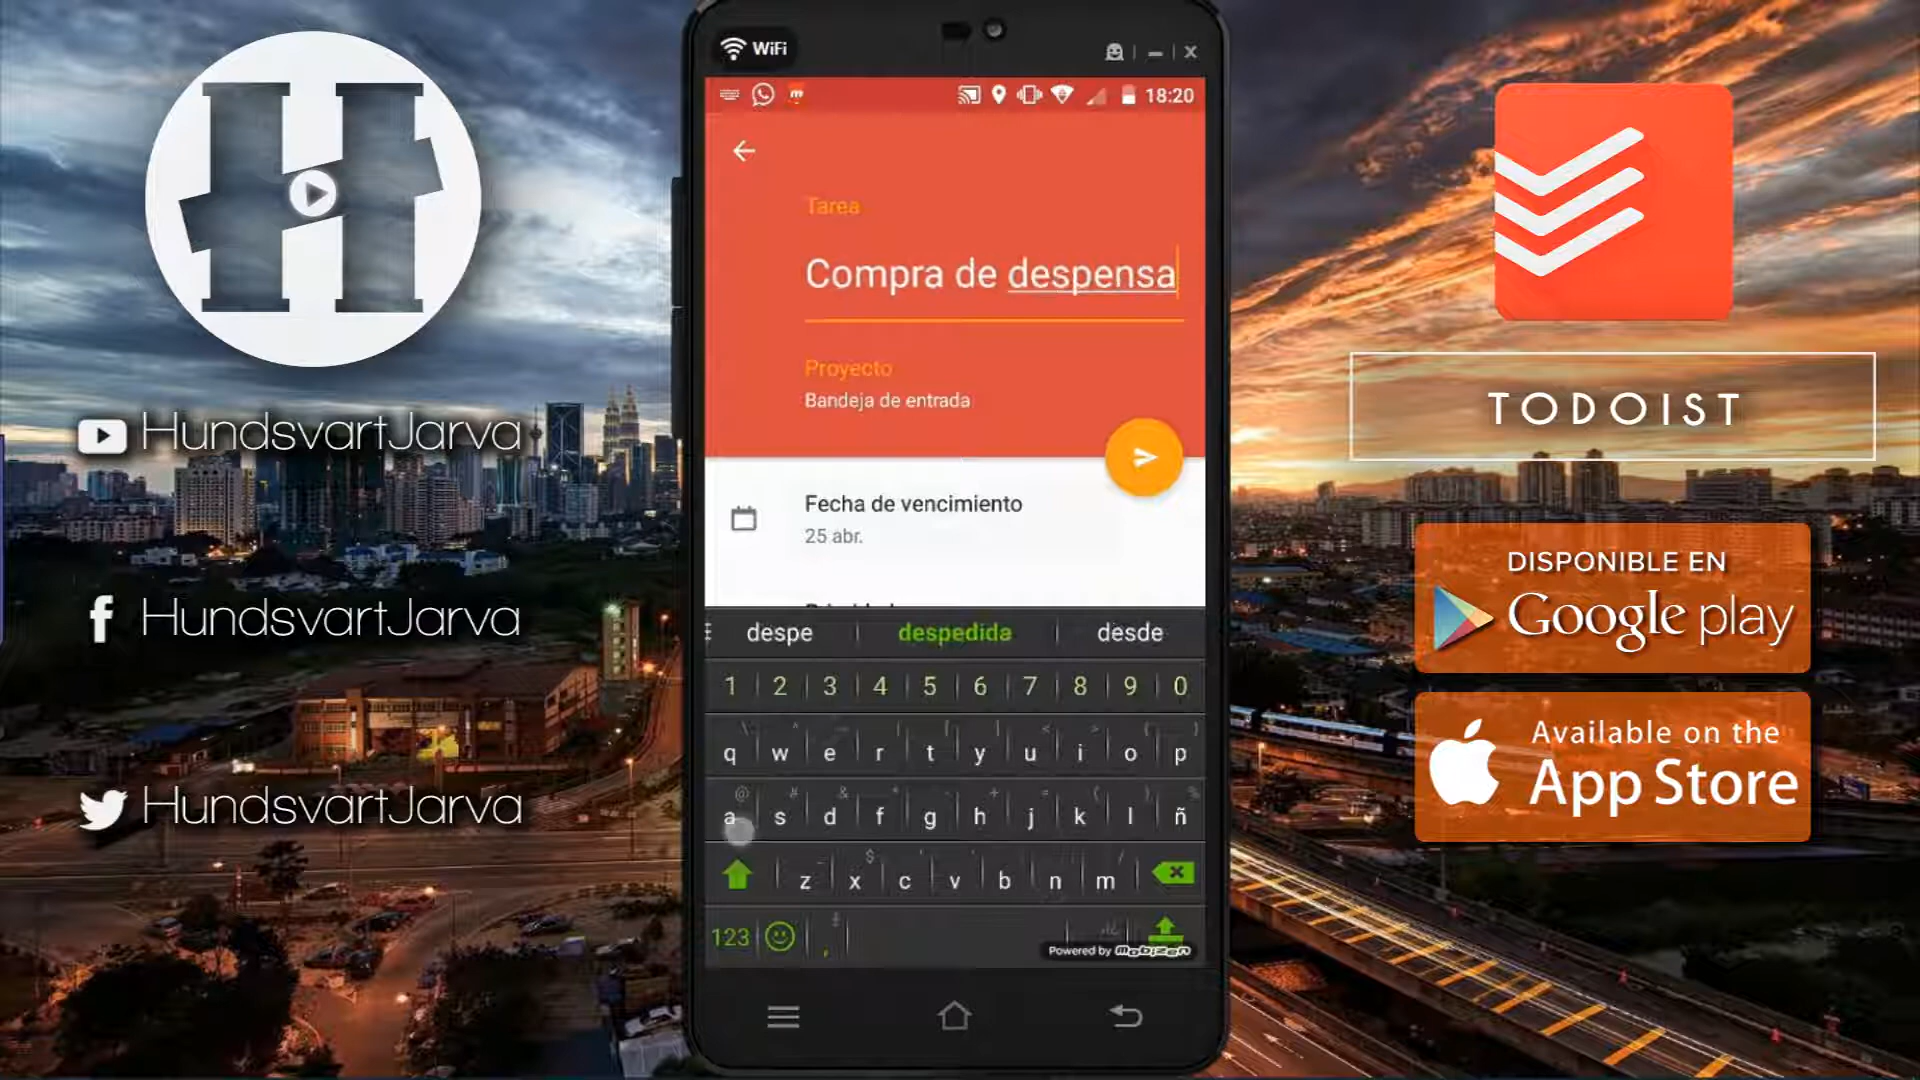 HundsvartJarva
HundsvartJarva
HundsvartJarva
WiFi
18:20
Tarea
Compra de despensa
Proyecto
Bandeja de entrada
Fecha de vencimiento
25 abr.
despe
despedida
desde
1 2 3 4 5 6 7 8 9 0
q w e r t y u i o p
a s d f g h j k l ñ
z x c v b n m
123
Powered by Mobizen
TODOIST
DISPONIBLE EN
Google play
Available on the
App Store